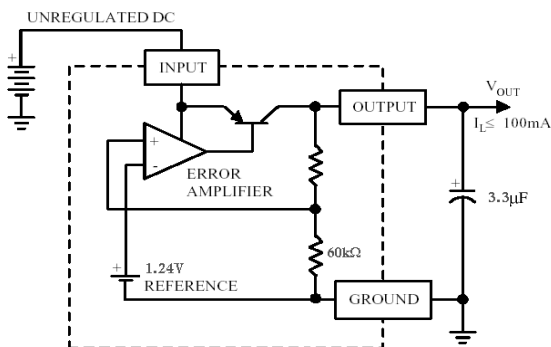 UNREGULATED DC
+
INPUT
OUTPUT
V_OUT
I_L≤ 100mA
+
-
ERROR
AMPLIFIER
+
3.3µF
60kΩ
+
1.24V
REFERENCE
GROUND